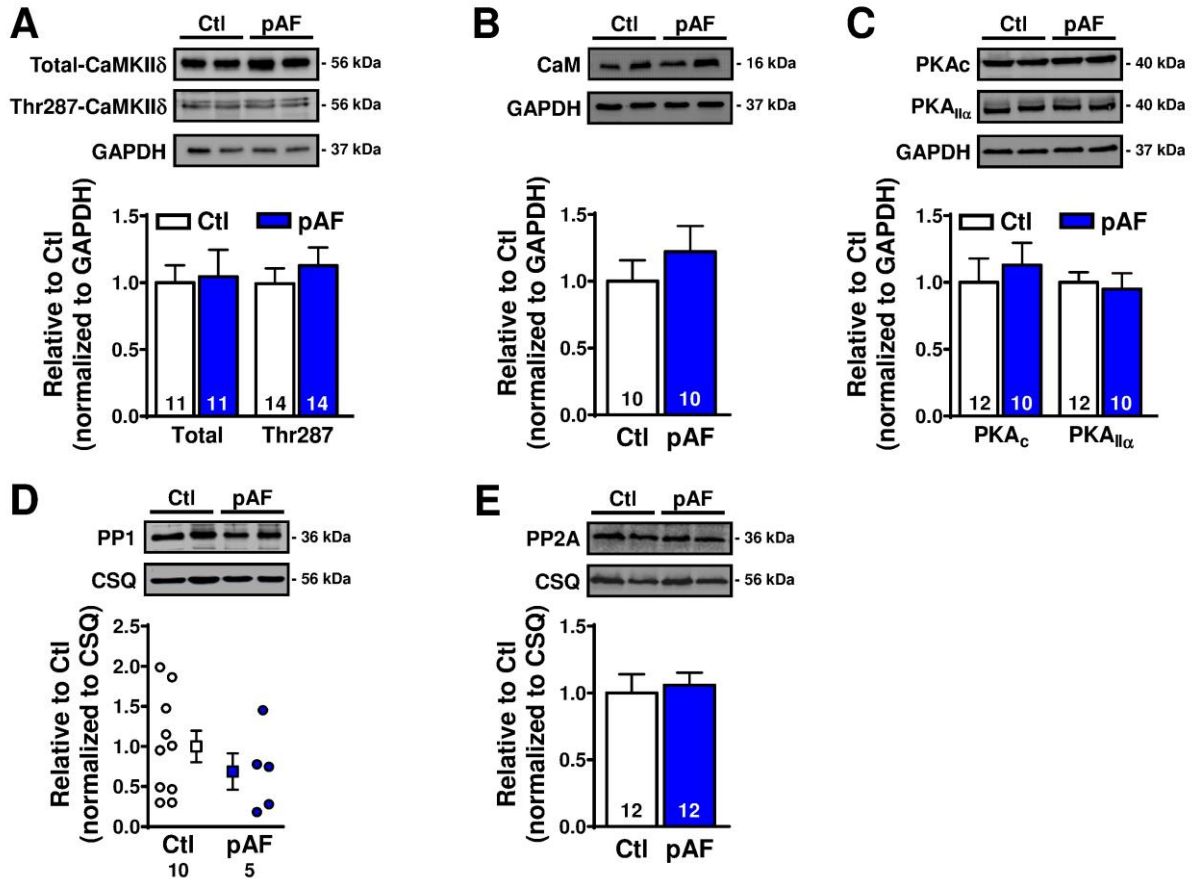 A
Ctl pAF
Total-CaMKIIδ - 56 kDa
Thr287-CaMKIIδ - 56 kDa
GAPDH - 37 kDa
Relative to Ctl
(normalized to GAPDH)
1.5
1.0
0.5
0.0
Ctl pAF
11 11 14 14
Total Thr287
B
Ctl pAF
CaM - 16 kDa
GAPDH - 37 kDa
Relative to Ctl
(normalized to GAPDH)
1.5
1.0
0.5
0.0
10 10
Ctl pAF
C
Ctl pAF
PKAc - 40 kDa
PKAIIα - 40 kDa
GAPDH - 37 kDa
Relative to Ctl
(normalized to GAPDH)
1.5
1.0
0.5
0.0
Ctl pAF
12 10 12 10
PKAc PKAIIα
D
Ctl pAF
PP1 - 36 kDa
CSQ - 56 kDa
Relative to Ctl
(normalized to CSQ)
2.5
2.0
1.5
1.0
0.5
0.0
Ctl pAF
10 5
E
Ctl pAF
PP2A - 36 kDa
CSQ - 56 kDa
Relative to Ctl
(normalized to CSQ)
1.5
1.0
0.5
0.0
12 12
Ctl pAF